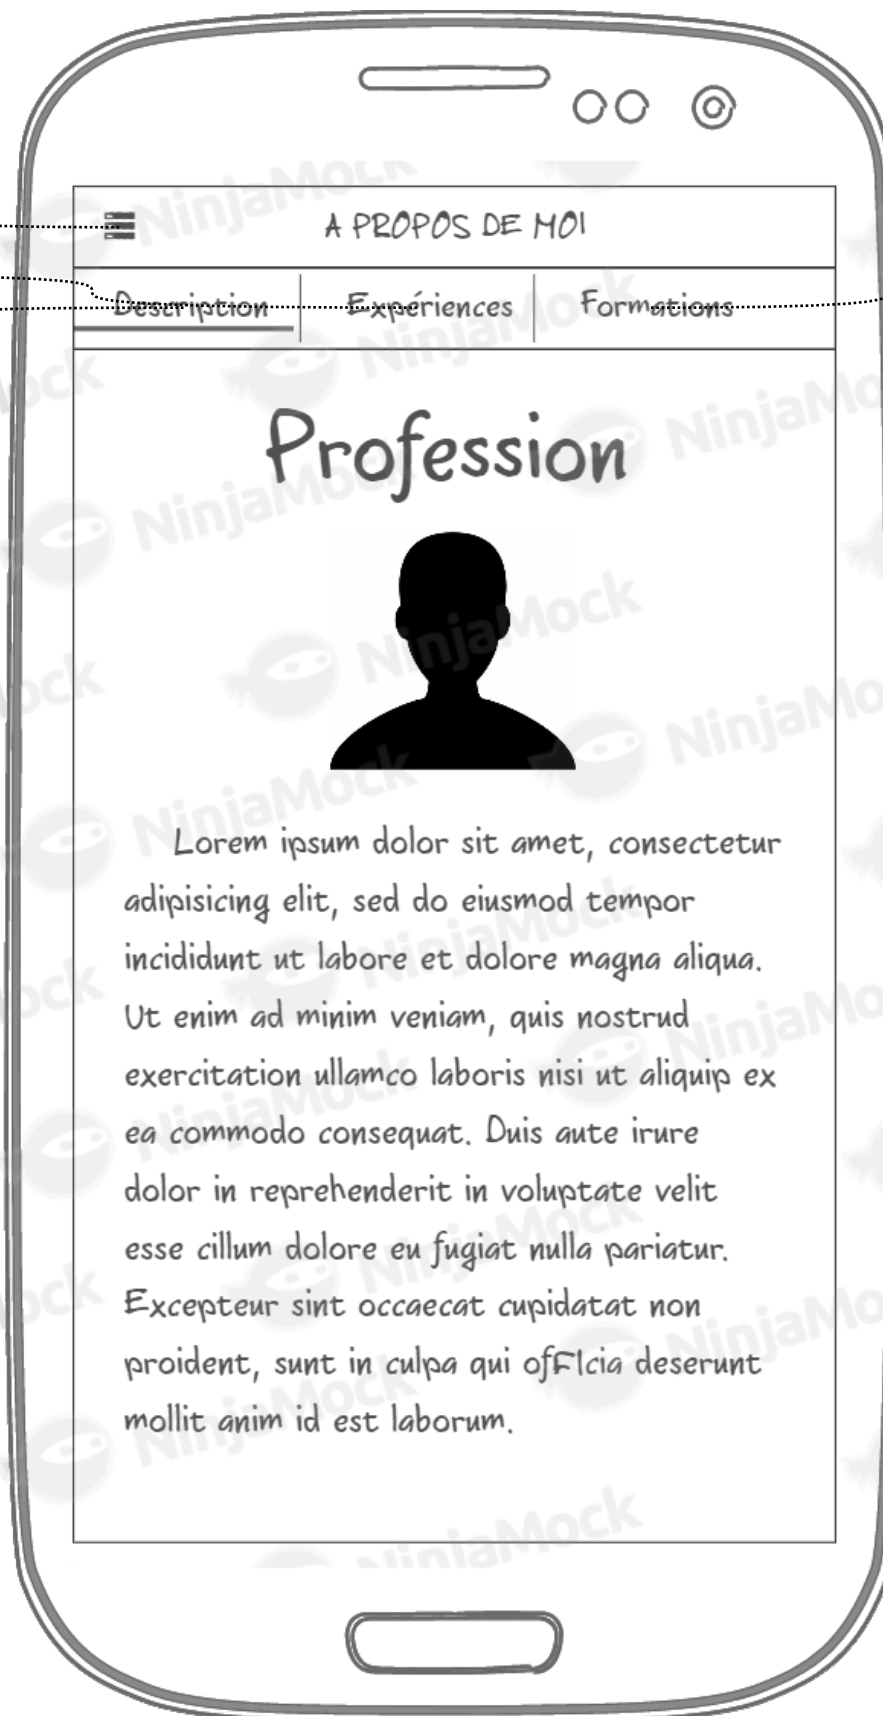 A PROPOS DE MOI
Description Expériences Formations
Profession
Lorem ipsum dolor sit amet, consectetur
adipisicing elit, sed do eiusmod tempor
incididunt ut labore et dolore magna aliqua.
Ut enim ad minim veniam, quis nostrud
exercitation ullamco laboris nisi ut aliquip ex
ea commodo consequat. Duis aute irure
dolor in reprehenderit in voluptate velit
esse cillum dolore eu fugiat nulla pariatur.
Excepteur sint occaecat cupidatat non
proident, sunt in culpa qui officia deserunt
mollit anim id est laborum.
NinjaMock